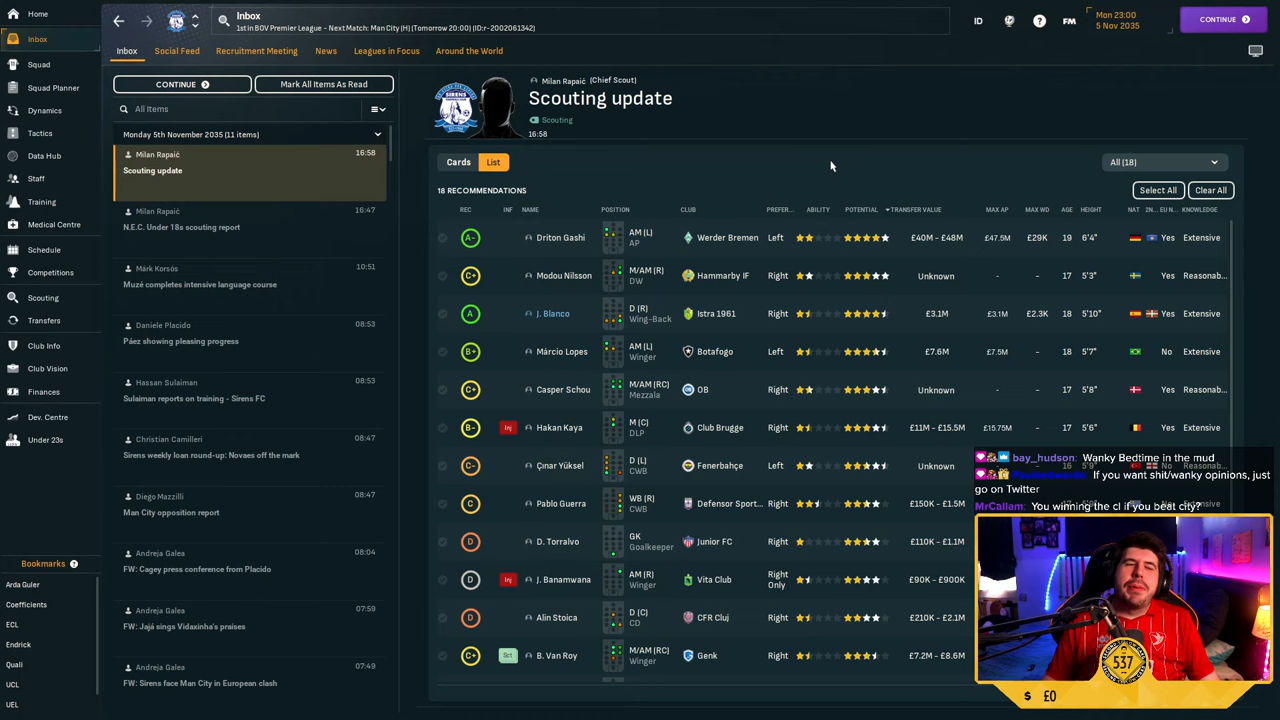 Home
Inbox
Squad
Squad Planner
Dynamics
Tactics
Data Hub
Staff
Training
Medical Centre
Schedule
Competitions
Scouting
Transfers
Club Info
Club Vision
Finances
Dev. Centre
Under 23s
Bookmarks
Arda Guler
Coefficients
ECL
Endrick
Quali
UCL
UEL
Inbox
1st in BOV Premier League - Next Match: Man City (H) (Tomorrow 20:00) (ID:r-2002061342)
ID
?
FM
Mon 23:00
5 Nov 2035
CONTINUE
Inbox Social Feed Recruitment Meeting News Leagues in Focus Around the World
CONTINUE
Mark All Items As Read
All Items
Monday 5th November 2035 (11 items)
Milan Rapaić 16:58
Scouting update
Milan Rapaić 16:47
N.E.C. Under 18s scouting report
Márk Korsós 10:51
Muzé completes intensive language course
Daniele Placido 08:53
Páez showing pleasing progress
Hassan Sulaiman 08:53
Sulaiman reports on training - Sirens FC
Christian Camilleri 08:47
Sirens weekly loan round-up: Novaes off the mark
Diego Mazzilli 08:47
Man City opposition report
Andreja Galea 08:04
FW: Cagey press conference from Placido
Andreja Galea 07:59
FW: Jajá sings Vidaxinha's praises
Andreja Galea 07:49
FW: Sirens face Man City in European clash
SIRENS
Milan Rapaić (Chief Scout)
Scouting update
Scouting
16:58
Cards List
All (18)
18 RECOMMENDATIONS
Select All Clear All
REC INF NAME POSITION CLUB PREFER... ABILITY POTENTIAL TRANSFER VALUE MAX AP MAX WD AGE HEIGHT NAT 2N... EU N... KNOWLEDGE
A- Driton Gashi AM (L) AP Werder Bremen Left £40M - £48M £47.5M £29K 19 6'4" Yes Extensive
C+ Modou Nilsson M/AM (R) DW Hammarby IF Right Unknown - - 17 5'3" Yes Reasonab...
A J. Blanco D (R) Wing-Back Istra 1961 Right £3.1M £3.1M £2.3K 18 5'10" Yes Extensive
B+ Márcio Lopes AM (L) Winger Botafogo Left £7.6M £7.5M - 18 5'7" No Extensive
C+ Casper Schou M/AM (RC) Mezzala OB Right Unknown - - 17 5'8" Yes Reasonab...
B- Inj Hakan Kaya M (C) DLP Club Brugge Right £11M - £15.5M £15.75M - 17 5'6" Yes Extensive
C- Çınar Yüksel D (L) CWB Fenerbahçe Left Unknown
C Pablo Guerra WB (R) CWB Defensor Sport... Right £150K - £1.5M
D D. Torralvo GK Goalkeeper Junior FC Right £110K - £1.1M
D Inj J. Banamwana AM (R) Winger Vita Club Right Only £90K - £900K
D Alin Stoica D (C) CD CFR Cluj Right £210K - £2.1M
C+ Sct B. Van Roy M/AM (RC) Winger Genk Right £7.2M - £8.6M
bay_hudson: Wanky Bedtime in the mud
If you want shit/wanky opinions, just
go on Twitter
MrCallam: You winning the cl if you beat city?
537
$ £0